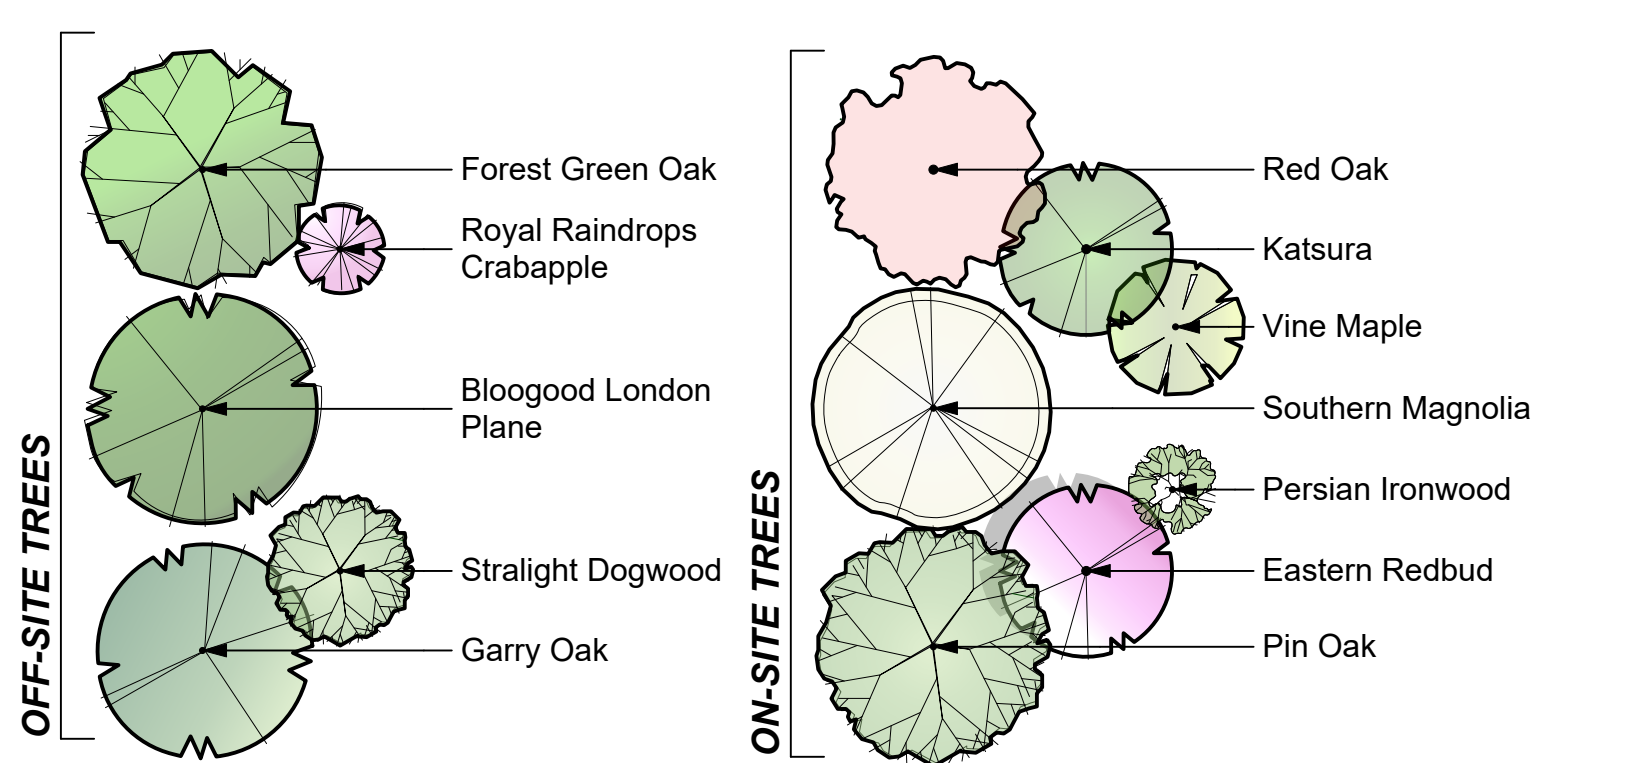 OFF-SITE TREES
Forest Green Oak
Royal Raindrops
Crabapple
Bloogood London
Plane
Stralight Dogwood
Garry Oak
ON-SITE TREES
Red Oak
Katsura
Vine Maple
Southern Magnolia
Persian Ironwood
Eastern Redbud
Pin Oak